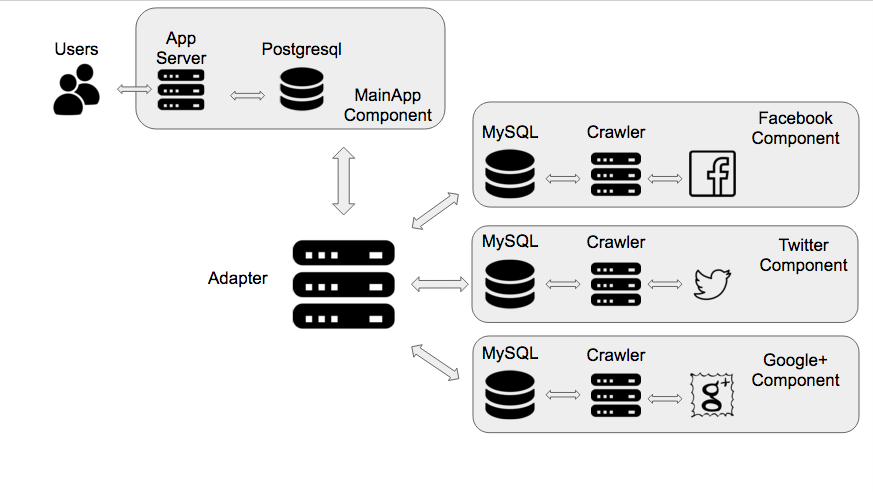 Users
App
Server
Postgresql
MainApp
Component
MySQL
Crawler
Facebook
Component
f
MySQL
Crawler
Twitter
Component
Adapter
MySQL
Crawler
Google+
Component
g+